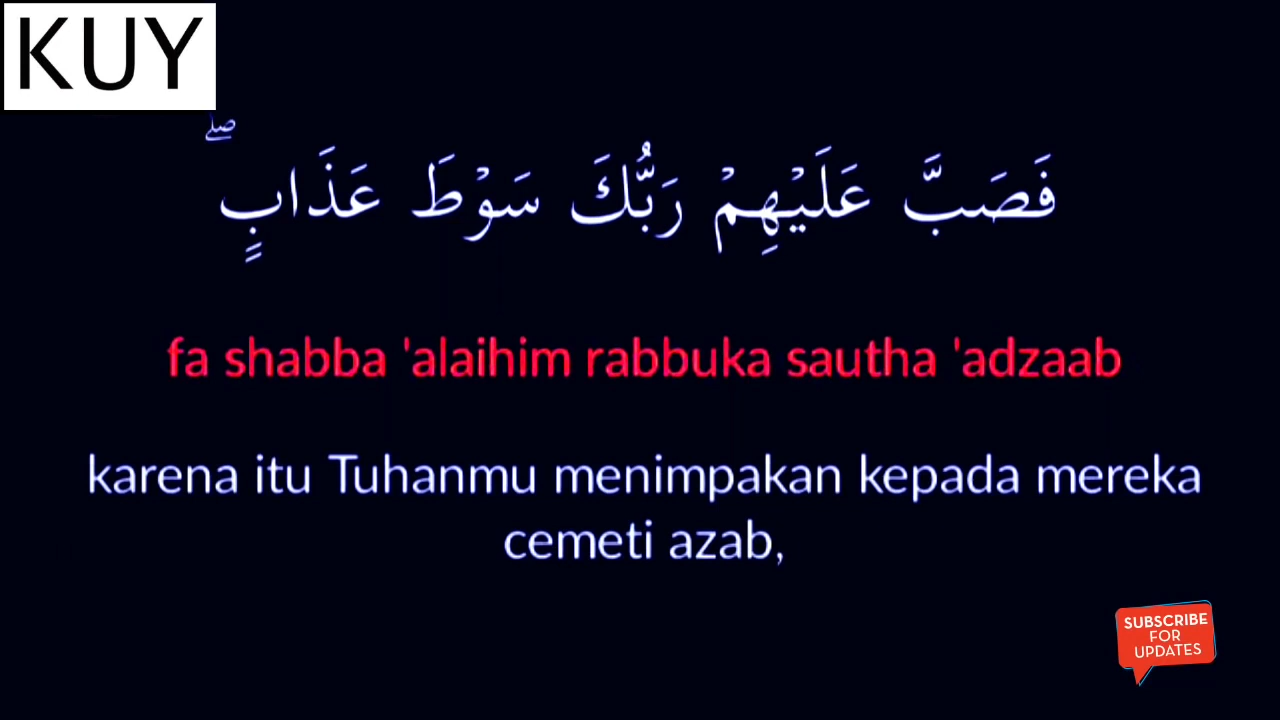 KUY
فَصَبَّ عَلَيْهِمْ رَبُّكَ سَوْطَ عَذَابٍۖ
fa shabba 'alaihim rabbuka sautha 'adzaab
karena itu Tuhanmu menimpakan kepada mereka
cemeti azab,
SUBSCRIBE
FOR
UPDATES